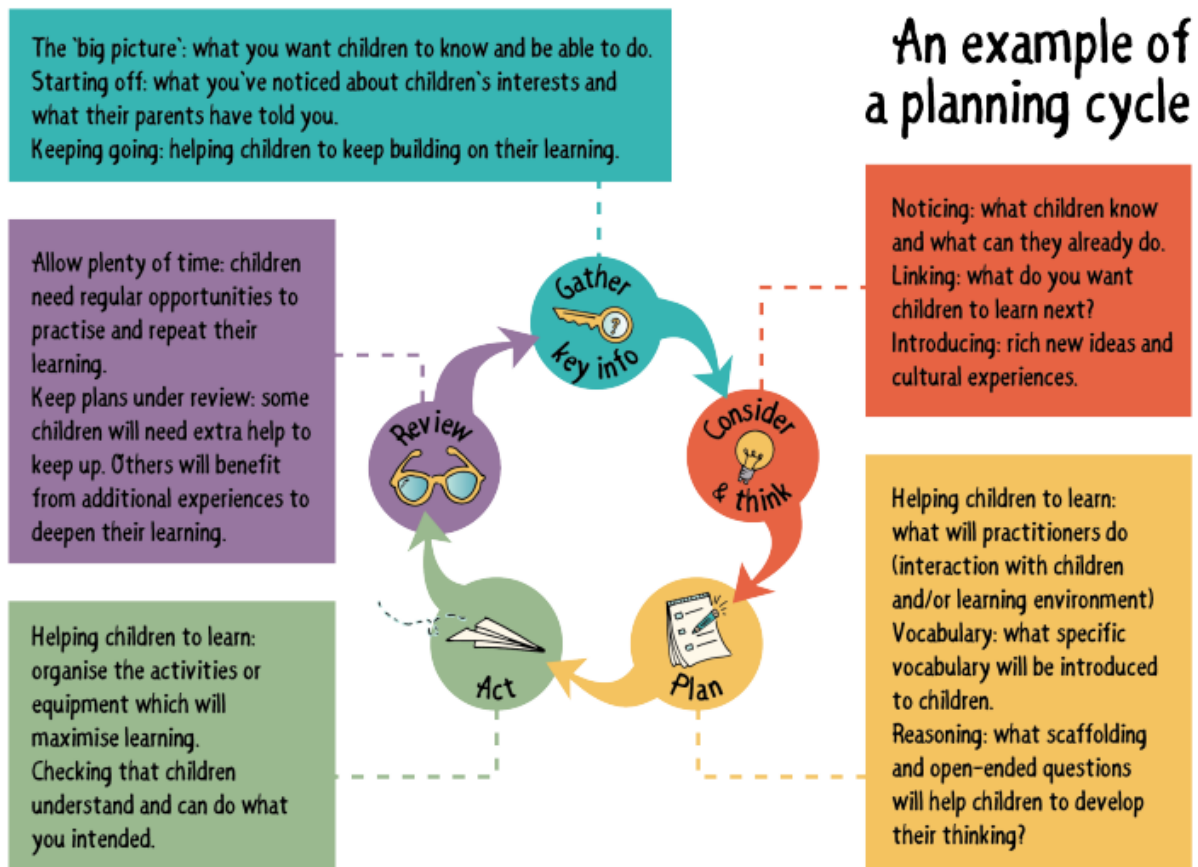 An example of
a planning cycle
The 'big picture': what you want children to know and be able to do.
Starting off: what you've noticed about children's interests and
what their parents have told you.
Keeping going: helping children to keep building on their learning.
Gather
key info
Noticing: what children know
and what can they already do.
Linking: what do you want
children to learn next?
Introducing: rich new ideas and
cultural experiences.
Consider
& think
Helping children to learn:
what will practitioners do
(interaction with children
and/or learning environment)
Vocabulary: what specific
vocabulary will be introduced
to children.
Reasoning: what scaffolding
and open-ended questions
will help children to develop
their thinking?
Plan
Helping children to learn:
organise the activities or
equipment which will
maximise learning.
Checking that children
understand and can do what
you intended.
Act
Allow plenty of time: children
need regular opportunities to
practise and repeat their
learning.
Keep plans under review: some
children will need extra help to
keep up. Others will benefit
from additional experiences to
deepen their learning.
Review